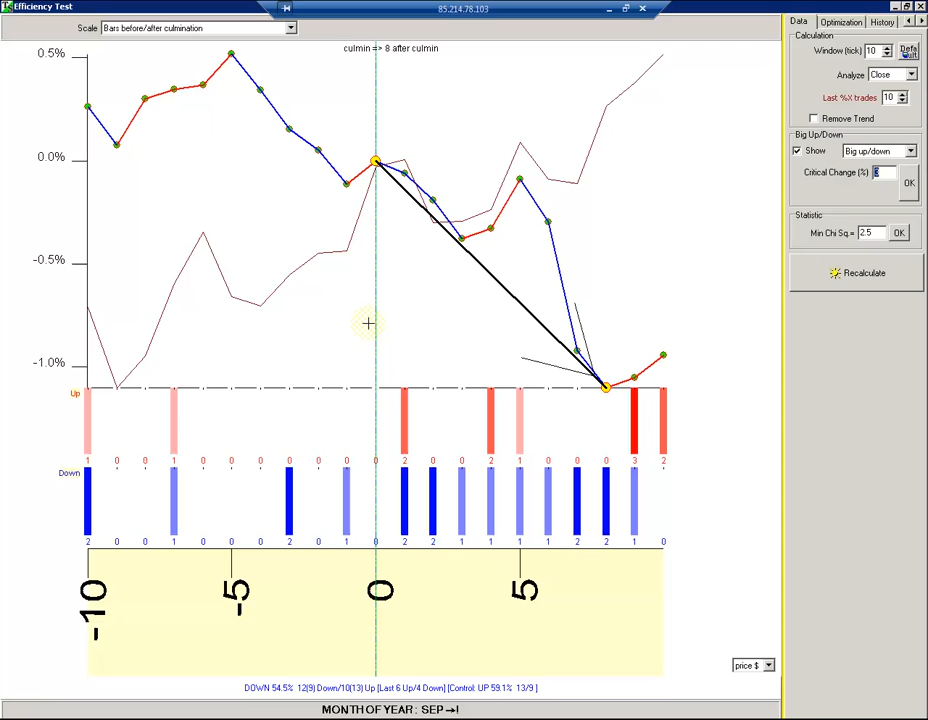 Efficiency Test
85.214.78.103
Scale Bars before/after culmination
culmin => 8 after culmin
0.5%
0.0%
-0.5%
-1.0%
Up
1 0 0 1 0 0 0 0 0 0 0 2 0 0 2 1 0 0 0 3 2
Down
2 0 0 1 0 0 0 2 0 1 0 2 2 1 1 1 1 2 2 1 0
-10 -5 0 5
price $
DOWN 54.5% 12(9) Down/10(13) Up [Last 6 Up/4 Down] [Control: UP 59.1% 13/9 ]
MONTH OF YEAR : SEP →!
Data Optimization History
Calculation
Window (tick) 10 Defa ult
Analyze Close
Last %X trades 10
Remove Trend
Big Up/Down
Show Big up/down
Critical Change (%) OK
Statistic
Min Chi Sq.= 2.5 OK
Recalculate